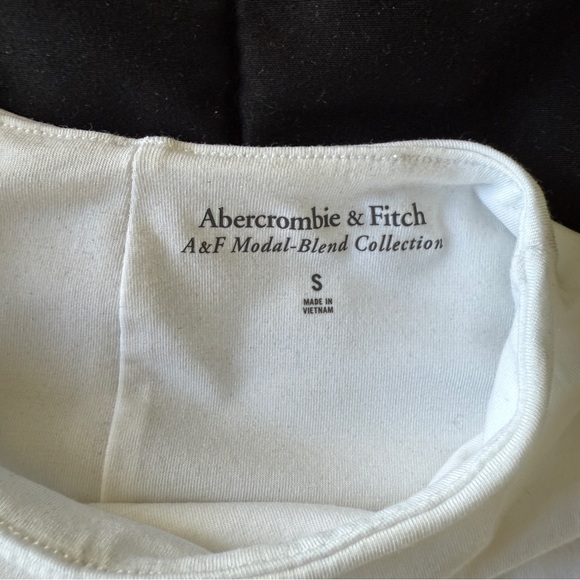 Abercrombie & Fitch
A&F Modal-Blend Collection
S
MADE IN
VIETNAM